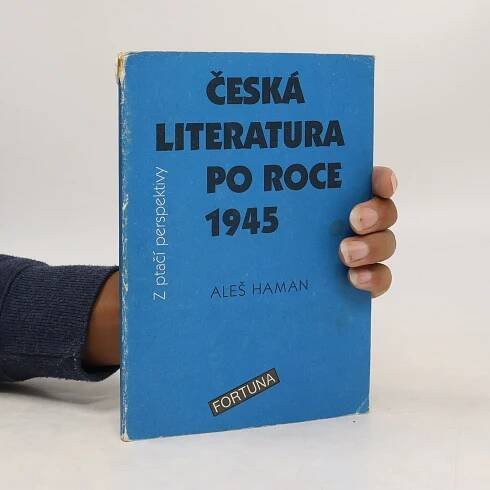 ČESKÁ
LITERATURA
PO ROCE
1945
Z ptačí perspektivy
ALEŠ HAMAN
FORTUNA